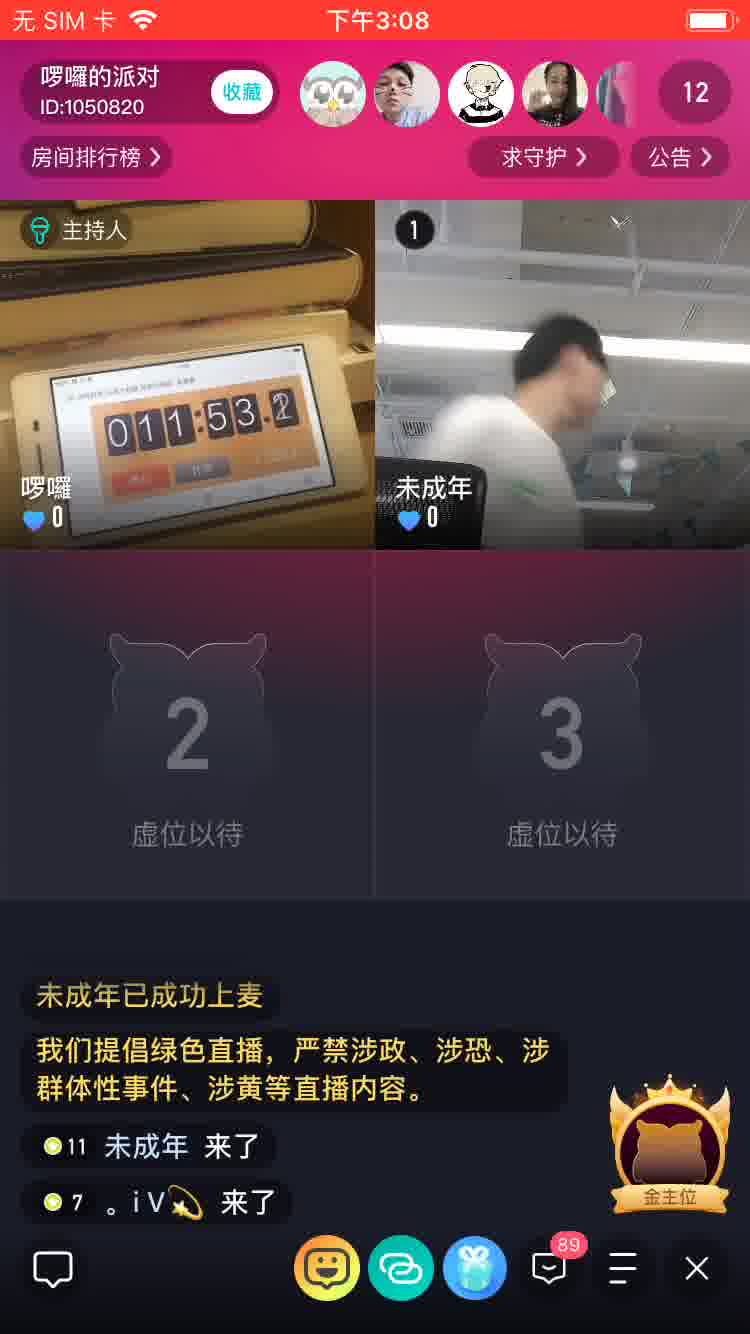 无 SIM 卡
下午3:08
啰囉的派对
ID:1050820
收藏
12
房间排行榜
求守护
公告
主持人
1
011:53.2
啰囉
0
未成年
0
2
3
虚位以待
虚位以待
未成年已成功上麦
我们提倡绿色直播，严禁涉政、涉恐、涉
群体性事件、涉黄等直播内容。
11 未成年 来了
7 。iV💫 来了
金主位
89